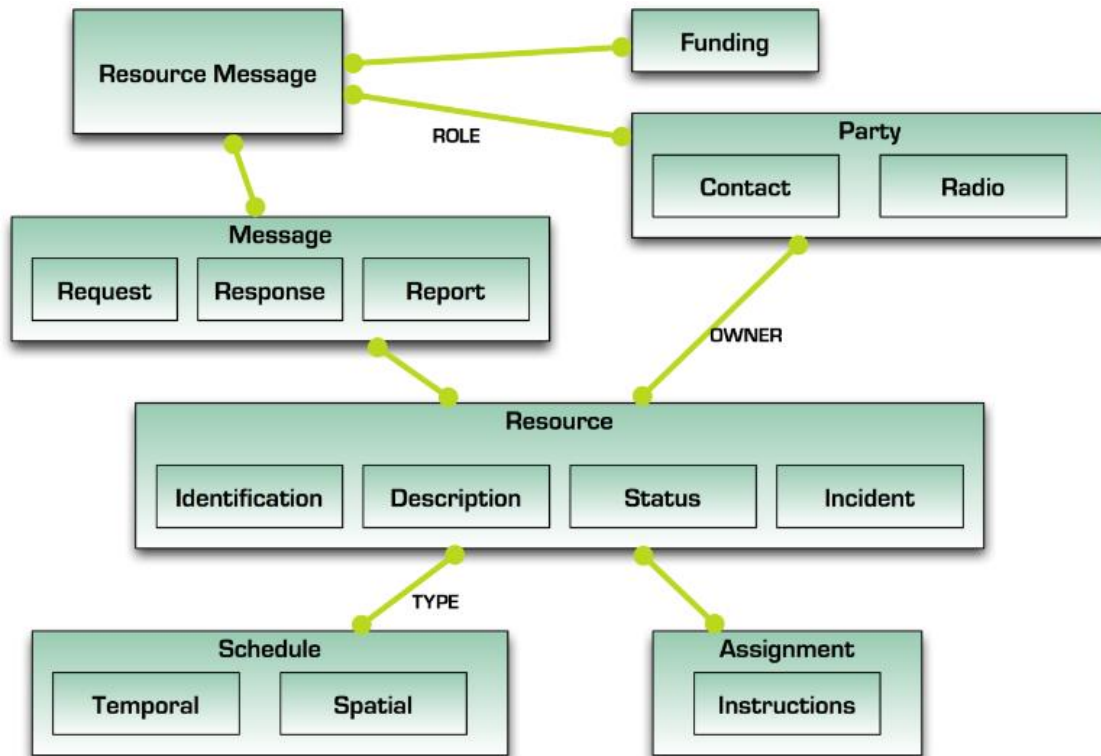 Resource Message
Funding
ROLE
Party
Contact
Radio
Message
Request
Response
Report
OWNER
Resource
Identification
Description
Status
Incident
TYPE
Schedule
Temporal
Spatial
Assignment
Instructions